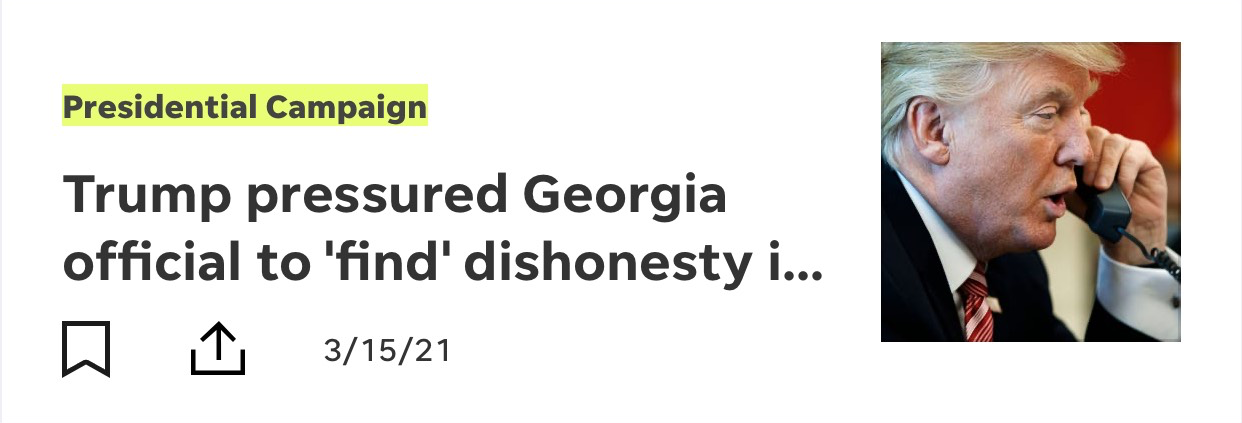 Presidential Campaign
Trump pressured Georgia
official to 'find' dishonesty i...
3/15/21